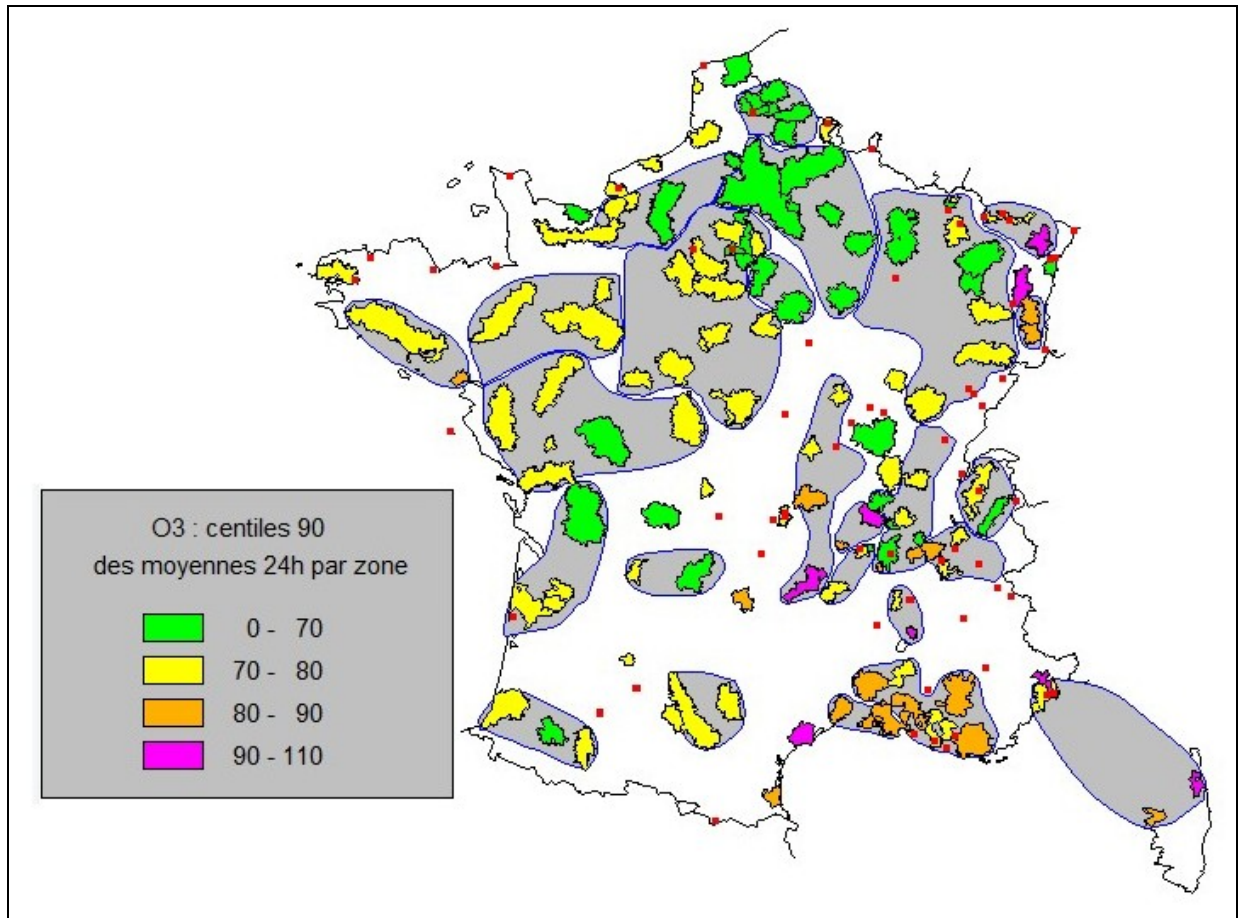 O3 : centiles 90
des moyennes 24h par zone
0 - 70
70 - 80
80 - 90
90 - 110